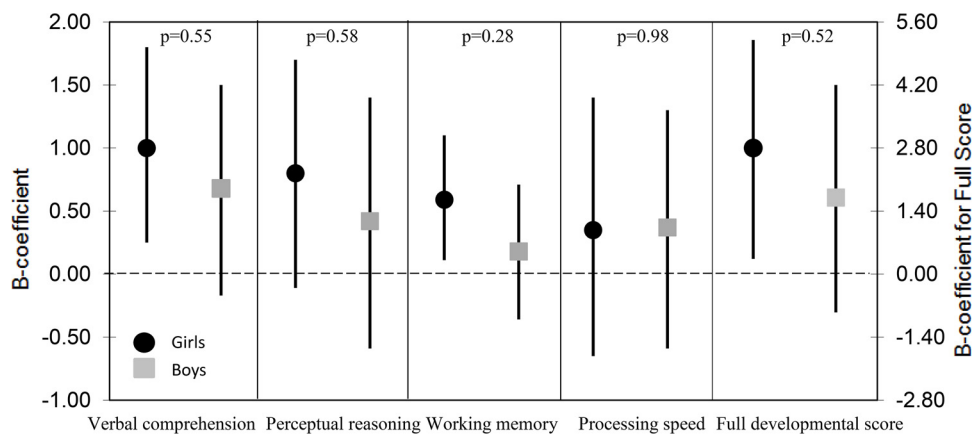 2.00
1.50
1.00
0.50
0.00
-0.50
-1.00
B-coefficient
p=0.55
p=0.58
p=0.28
p=0.98
p=0.52
5.60
4.20
2.80
1.40
0.00
-1.40
-2.80
B-coefficient for Full Score
Girls
Boys
Verbal comprehension
Perceptual reasoning
Working memory
Processing speed
Full developmental score